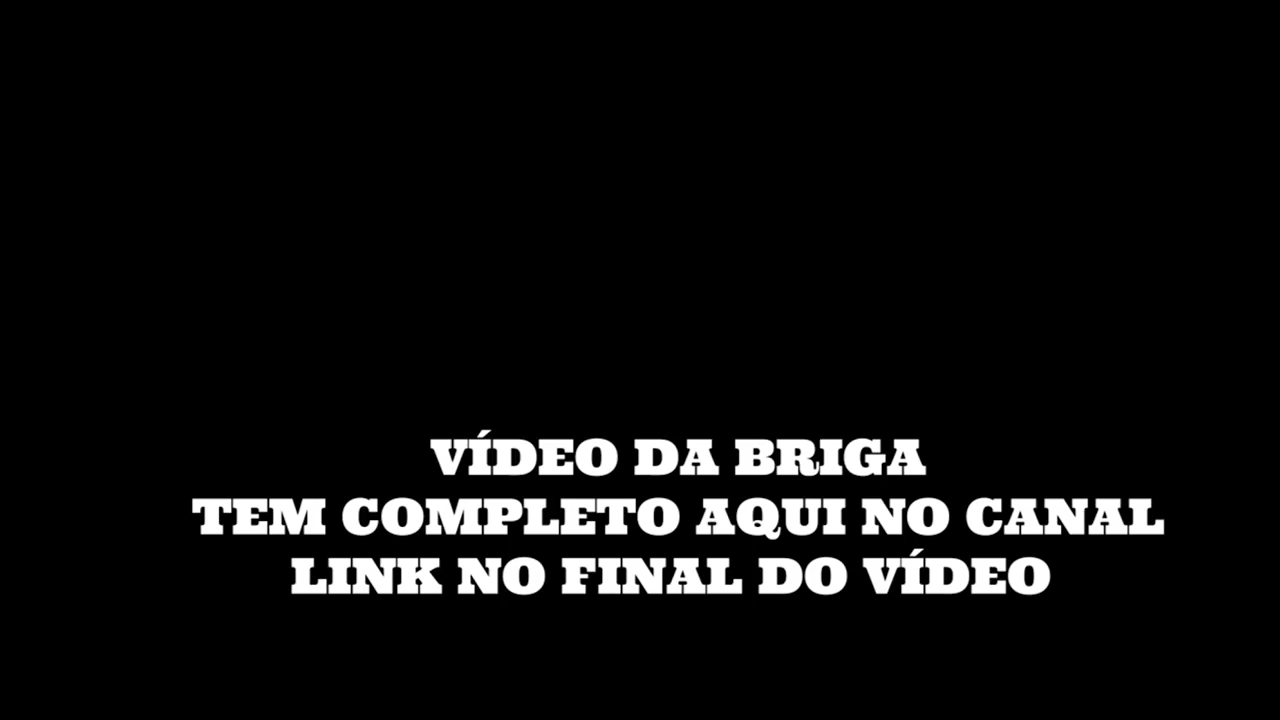 VÍDEO DA BRIGA
TEM COMPLETO AQUI NO CANAL
LINK NO FINAL DO VÍDEO